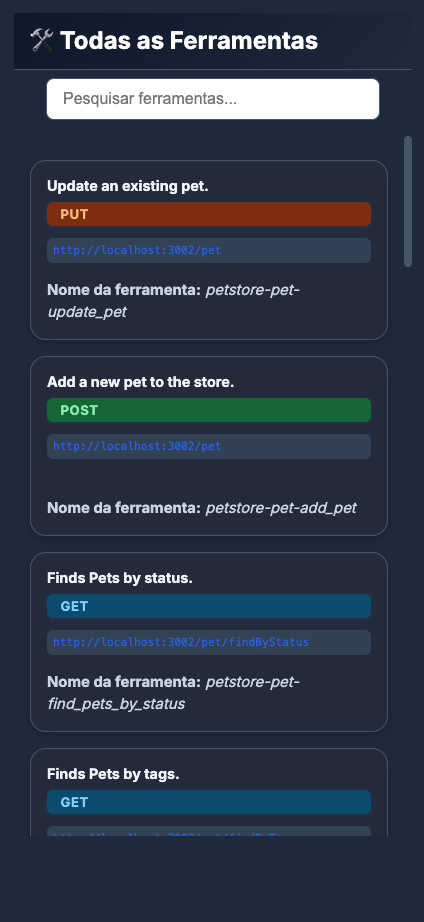 🛠️ Todas as Ferramentas
Pesquisar ferramentas...
Update an existing pet.
PUT
http://localhost:3002/pet
Nome da ferramenta: petstore-pet-
update_pet
Add a new pet to the store.
POST
http://localhost:3002/pet
Nome da ferramenta: petstore-pet-add_pet
Finds Pets by status.
GET
http://localhost:3002/pet/findByStatus
Nome da ferramenta: petstore-pet-
find_pets_by_status
Finds Pets by tags.
GET